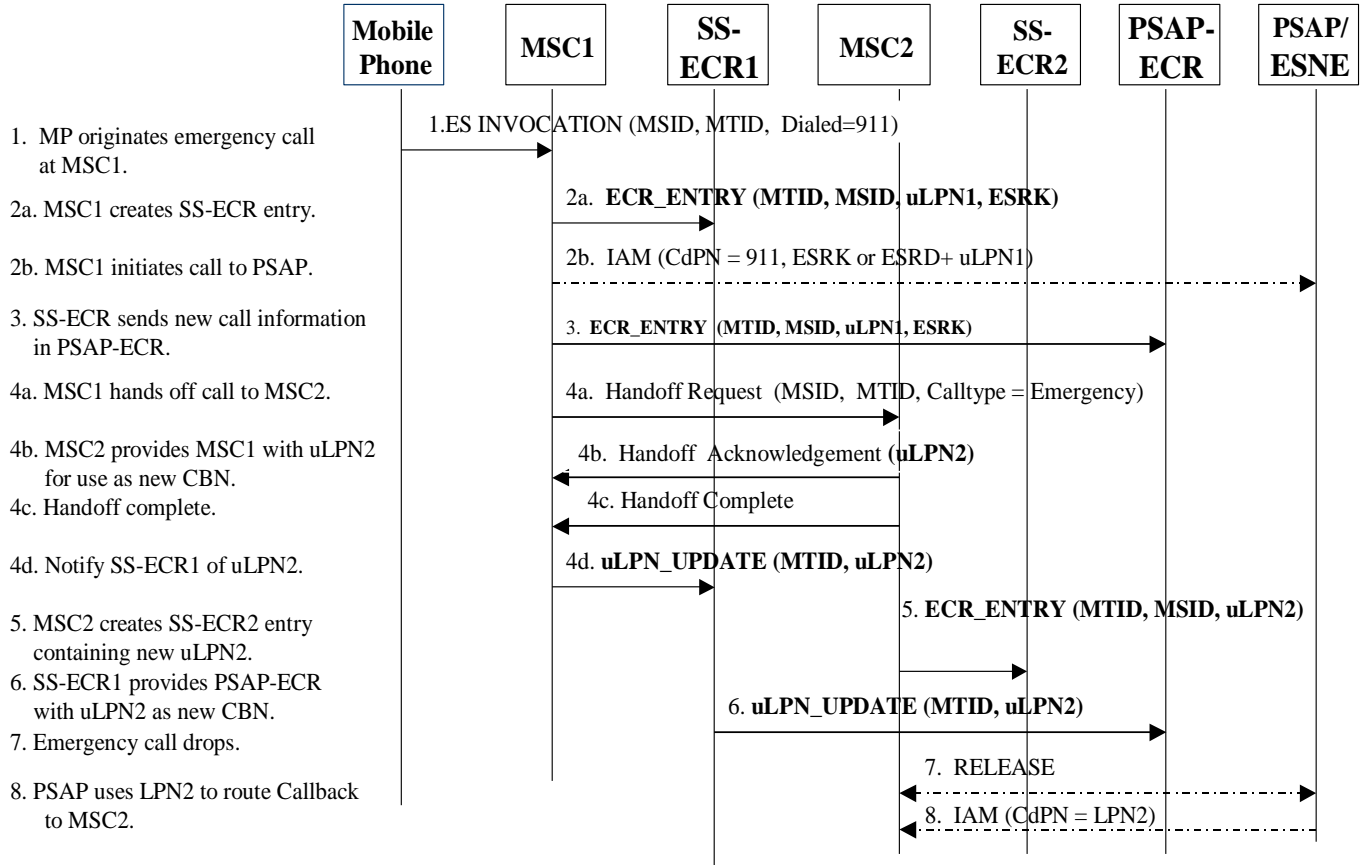 Mobile
Phone
MSC1
SS-
ECR1
MSC2
SS-
ECR2
PSAP-
ECR
PSAP/
ESNE
1. MP originates emergency call
at MSC1.
1.ES INVOCATION (MSID, MTID, Dialed=911)
2a. MSC1 creates SS-ECR entry.
2a. ECR_ENTRY (MTID, MSID, uLPN1, ESRK)
2b. MSC1 initiates call to PSAP.
2b. IAM (CdPN = 911, ESRK or ESRD+ uLPN1)
3. SS-ECR sends new call information
in PSAP-ECR.
3. ECR_ENTRY (MTID, MSID, uLPN1, ESRK)
4a. MSC1 hands off call to MSC2.
4a. Handoff Request (MSID, MTID, Calltype = Emergency)
4b. MSC2 provides MSC1 with uLPN2
for use as new CBN.
4b. Handoff Acknowledgement (uLPN2)
4c. Handoff complete.
4c. Handoff Complete
4d. Notify SS-ECR1 of uLPN2.
4d. uLPN_UPDATE (MTID, uLPN2)
5. MSC2 creates SS-ECR2 entry
containing new uLPN2.
5. ECR_ENTRY (MTID, MSID, uLPN2)
6. SS-ECR1 provides PSAP-ECR
with uLPN2 as new CBN.
6. uLPN_UPDATE (MTID, uLPN2)
7. Emergency call drops.
7. RELEASE
8. PSAP uses LPN2 to route Callback
to MSC2.
8. IAM (CdPN = LPN2)